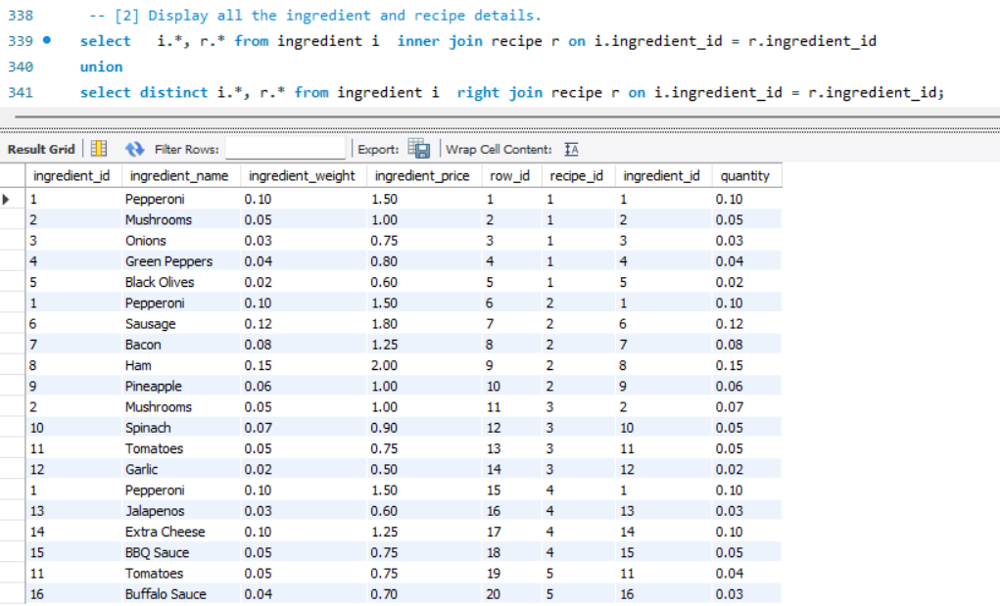 338 -- [2] Display all the ingredient and recipe details.
339 select i.*, r.* from ingredient i inner join recipe r on i.ingredient_id = r.ingredient_id
340 union
341 select distinct i.*, r.* from ingredient i right join recipe r on i.ingredient_id = r.ingredient_id;
Result Grid Filter Rows: Export: Wrap Cell Content: IA
ingredient_id ingredient_name ingredient_weight ingredient_price row_id recipe_id ingredient_id quantity
1 Pepperoni 0.10 1.50 1 1 1 0.10
2 Mushrooms 0.05 1.00 2 1 2 0.05
3 Onions 0.03 0.75 3 1 3 0.03
4 Green Peppers 0.04 0.80 4 1 4 0.04
5 Black Olives 0.02 0.60 5 1 5 0.02
1 Pepperoni 0.10 1.50 6 2 1 0.10
6 Sausage 0.12 1.80 7 2 6 0.12
7 Bacon 0.08 1.25 8 2 7 0.08
8 Ham 0.15 2.00 9 2 8 0.15
9 Pineapple 0.06 1.00 10 2 9 0.06
2 Mushrooms 0.05 1.00 11 3 2 0.07
10 Spinach 0.07 0.90 12 3 10 0.05
11 Tomatoes 0.05 0.75 13 3 11 0.05
12 Garlic 0.02 0.50 14 3 12 0.02
1 Pepperoni 0.10 1.50 15 4 1 0.10
13 Jalapenos 0.03 0.60 16 4 13 0.03
14 Extra Cheese 0.10 1.25 17 4 14 0.10
15 BBQ Sauce 0.05 0.75 18 4 15 0.05
11 Tomatoes 0.05 0.75 19 5 11 0.04
16 Buffalo Sauce 0.04 0.70 20 5 16 0.03